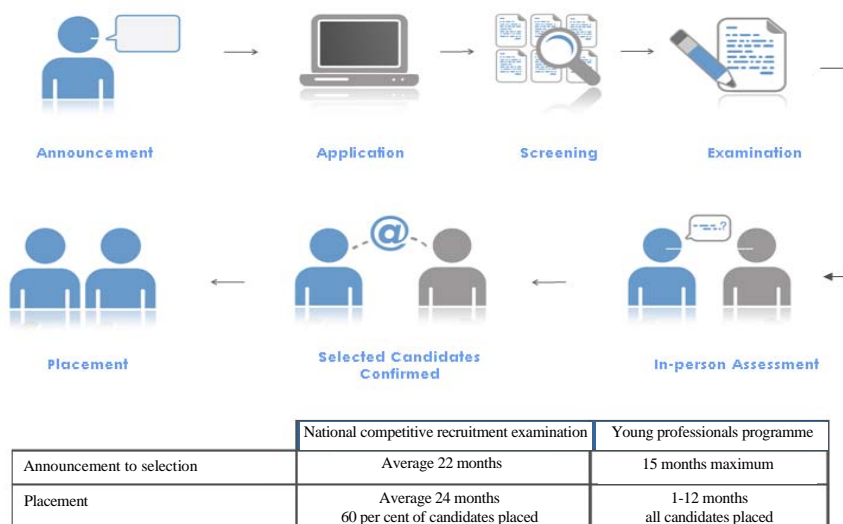 Announcement
Application
Screening
Examination
----.?
@
Placement
Selected Candidates
Confirmed
In-person Assessment
National competitive recruitment examination
Young professionals programme
Announcement to selection
Average 22 months
15 months maximum
Placement
Average 24 months
60 per cent of candidates placed
1-12 months
all candidates placed